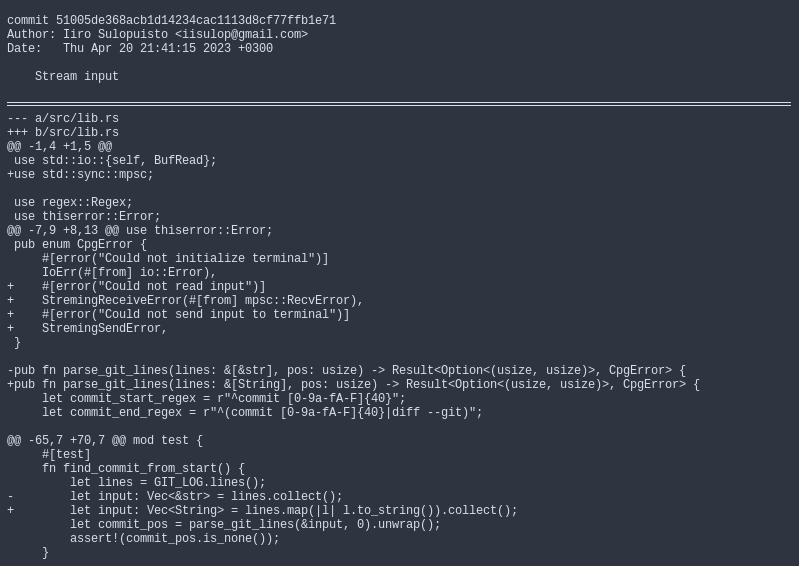 commit 51005de368acb1d14234cac1113d8cf77ffb1e71
Author: Iiro Sulopuisto <iisulop@gmail.com>
Date:   Thu Apr 20 21:41:15 2023 +0300

    Stream input

--- a/src/lib.rs
+++ b/src/lib.rs
@@ -1,4 +1,5 @@
 use std::io::{self, BufRead};
+use std::sync::mpsc;

 use regex::Regex;
 use thiserror::Error;
@@ -7,9 +8,13 @@ use thiserror::Error;
 pub enum CpgError {
     #[error("Could not initialize terminal")]
     IoErr(#[from] io::Error),
+    #[error("Could not read input")]
+    StremingReceiveError(#[from] mpsc::RecvError),
+    #[error("Could not send input to terminal")]
+    StremingSendError,
 }

-pub fn parse_git_lines(lines: &[&str], pos: usize) -> Result<Option<(usize, usize)>, CpgError> {
+pub fn parse_git_lines(lines: &[String], pos: usize) -> Result<Option<(usize, usize)>, CpgError> {
     let commit_start_regex = r"^commit [0-9a-fA-F]{40}";
     let commit_end_regex = r"^(commit [0-9a-fA-F]{40}|diff --git)";

@@ -65,7 +70,7 @@ mod test {
     #[test]
     fn find_commit_from_start() {
         let lines = GIT_LOG.lines();
-        let input: Vec<&str> = lines.collect();
+        let input: Vec<String> = lines.map(|l| l.to_string()).collect();
         let commit_pos = parse_git_lines(&input, 0).unwrap();
         assert!(commit_pos.is_none());
     }